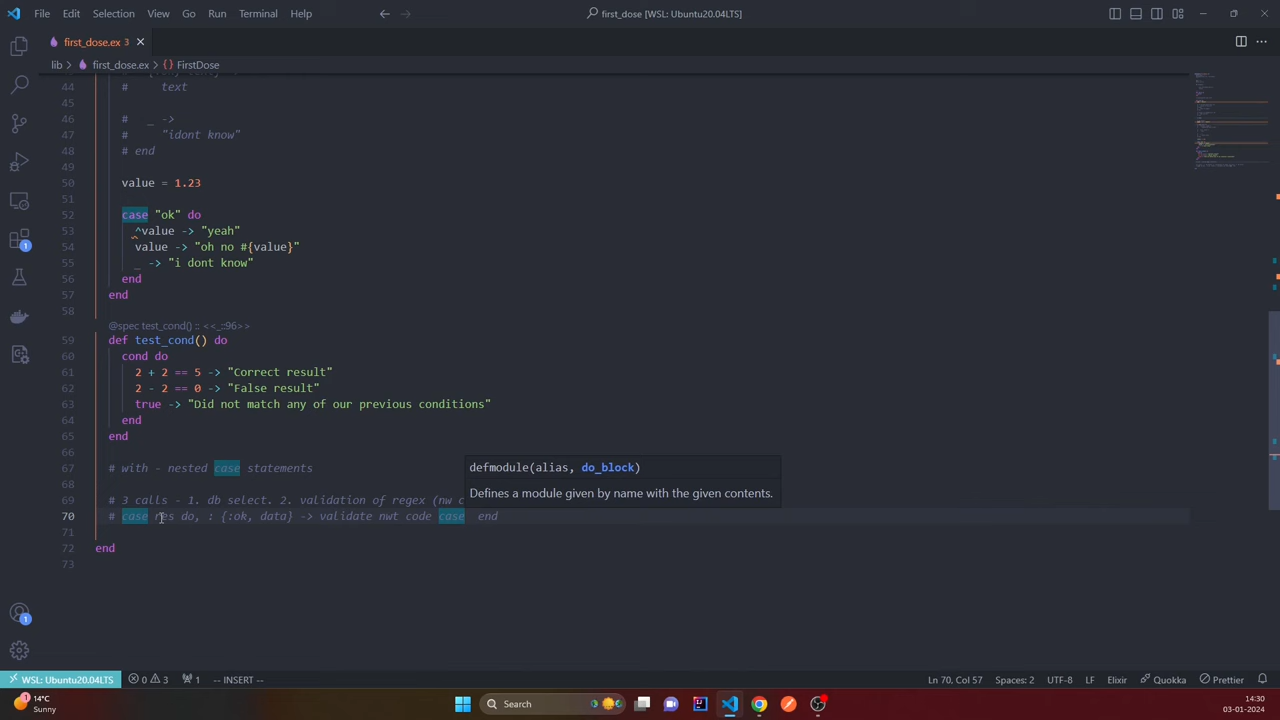 File Edit Selection View Go Run Terminal Help
first_dose [WSL: Ubuntu20.04LTS]
first_dose.ex 3
lib > first_dose.ex > {} FirstDose
44 # text
45
46 # _ ->
47 # "idont know"
48 # end
49
50 value = 1.23
51
52 case "ok" do
53 ^value -> "yeah"
54 value -> "oh no #{value}"
55 _ -> "i dont know"
56 end
57 end
58
@spec test_cond() :: <<_::96>>
59 def test_cond() do
60 cond do
61 2 + 2 == 5 -> "Correct result"
62 2 - 2 == 0 -> "False result"
63 true -> "Did not match any of our previous conditions"
64 end
65 end
66
67 # with - nested case statements
68
defmodule(alias, do_block)
Defines a module given by name with the given contents.
69 # 3 calls - 1. db select. 2. validation of regex (nw c
70 # case res do, : {:ok, data} -> validate nwt code case end
71
72 end
73
1
1
WSL: Ubuntu20.04LTS 0 3 1 -- INSERT -- Ln 70, Col 57 Spaces: 2 UTF-8 LF Elixir Quokka Prettier
14°C
Sunny
Search
14:30
03-01-2024